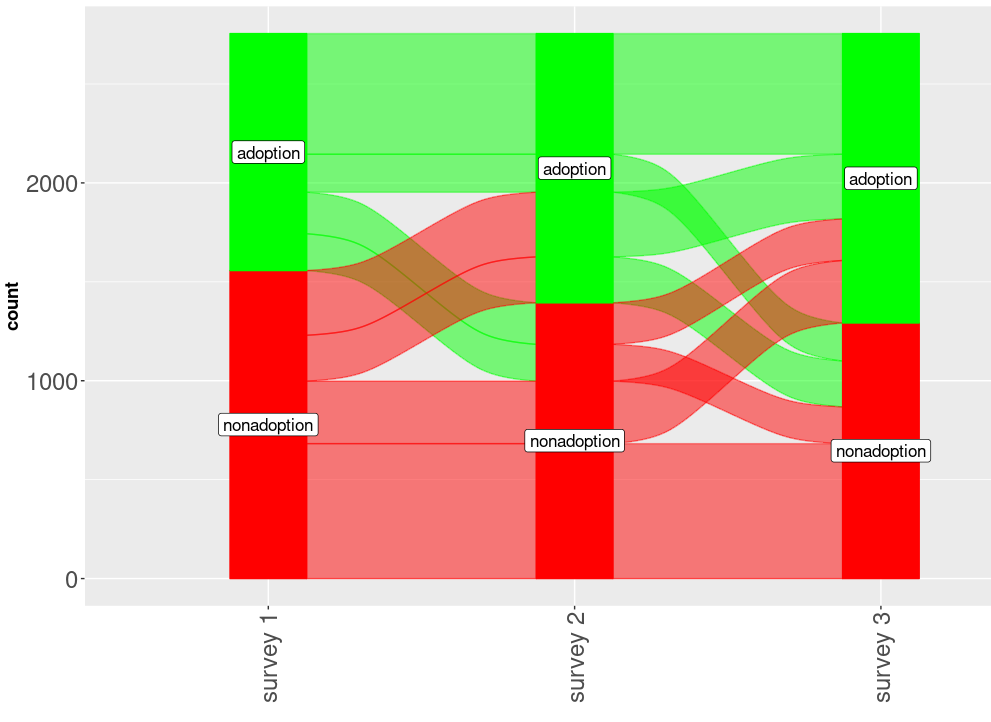 count
2000
1000
0
adoption
adoption
adoption
nonadoption
nonadoption
nonadoption
survey 1
survey 2
survey 3